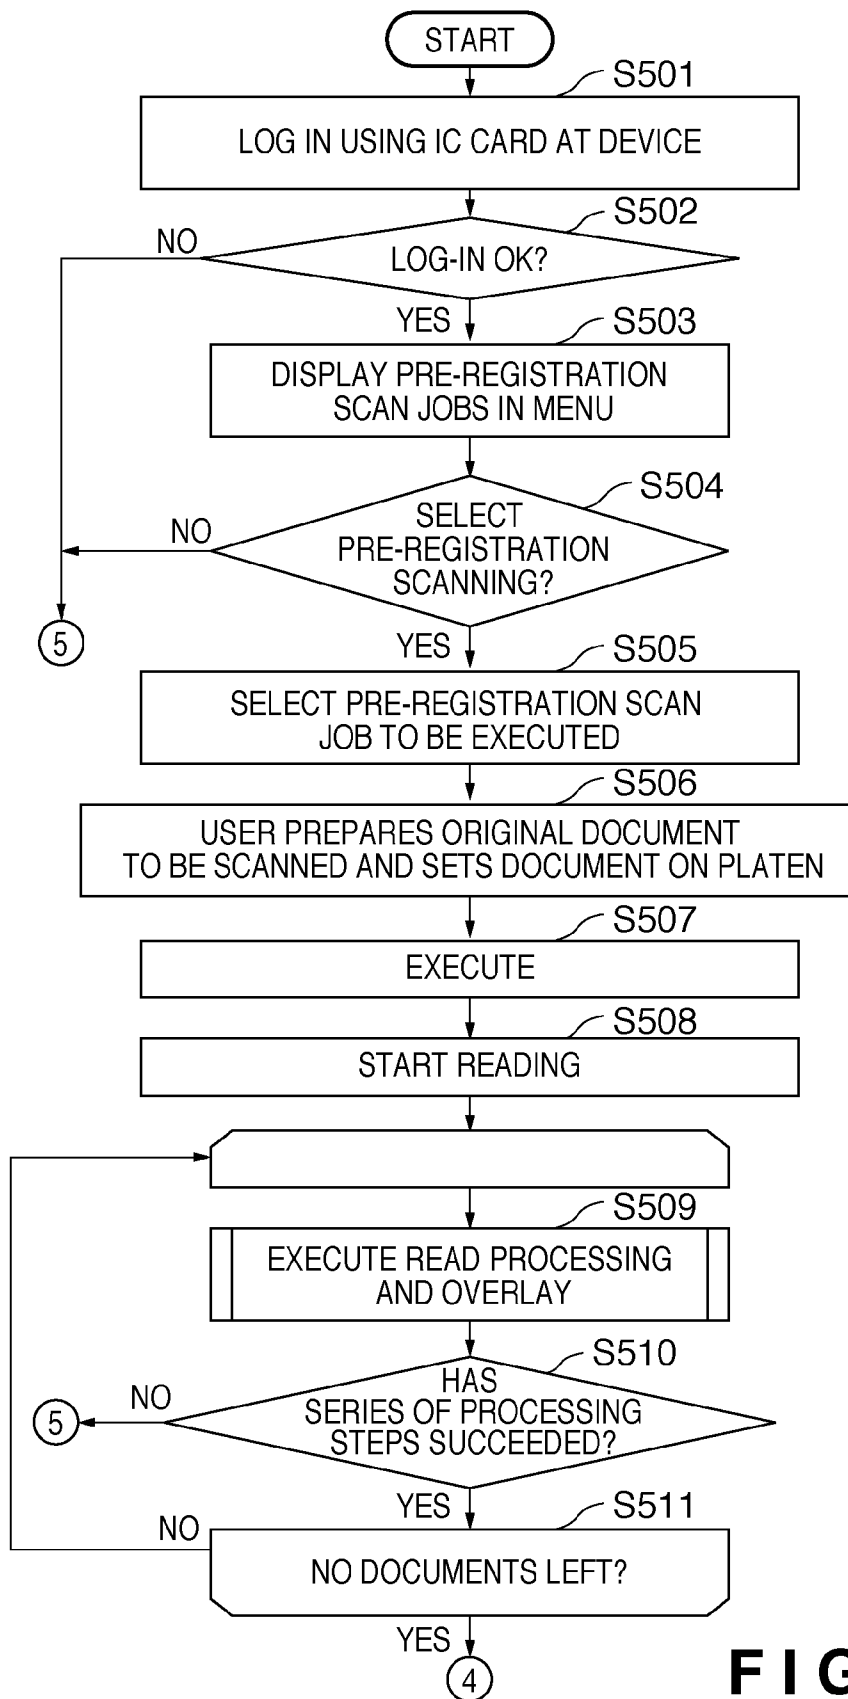 START
S501
LOG IN USING IC CARD AT DEVICE
S502
NO
LOG-IN OK?
YES
S503
DISPLAY PRE-REGISTRATION
SCAN JOBS IN MENU
S504
NO
SELECT
PRE-REGISTRATION
SCANNING?
5
YES
S505
SELECT PRE-REGISTRATION SCAN
JOB TO BE EXECUTED
S506
USER PREPARES ORIGINAL DOCUMENT
TO BE SCANNED AND SETS DOCUMENT ON PLATEN
S507
EXECUTE
S508
START READING
S509
EXECUTE READ PROCESSING
AND OVERLAY
S510
NO
HAS
SERIES OF PROCESSING
STEPS SUCCEEDED?
5
YES
S511
NO
NO DOCUMENTS LEFT?
YES
4
FIG